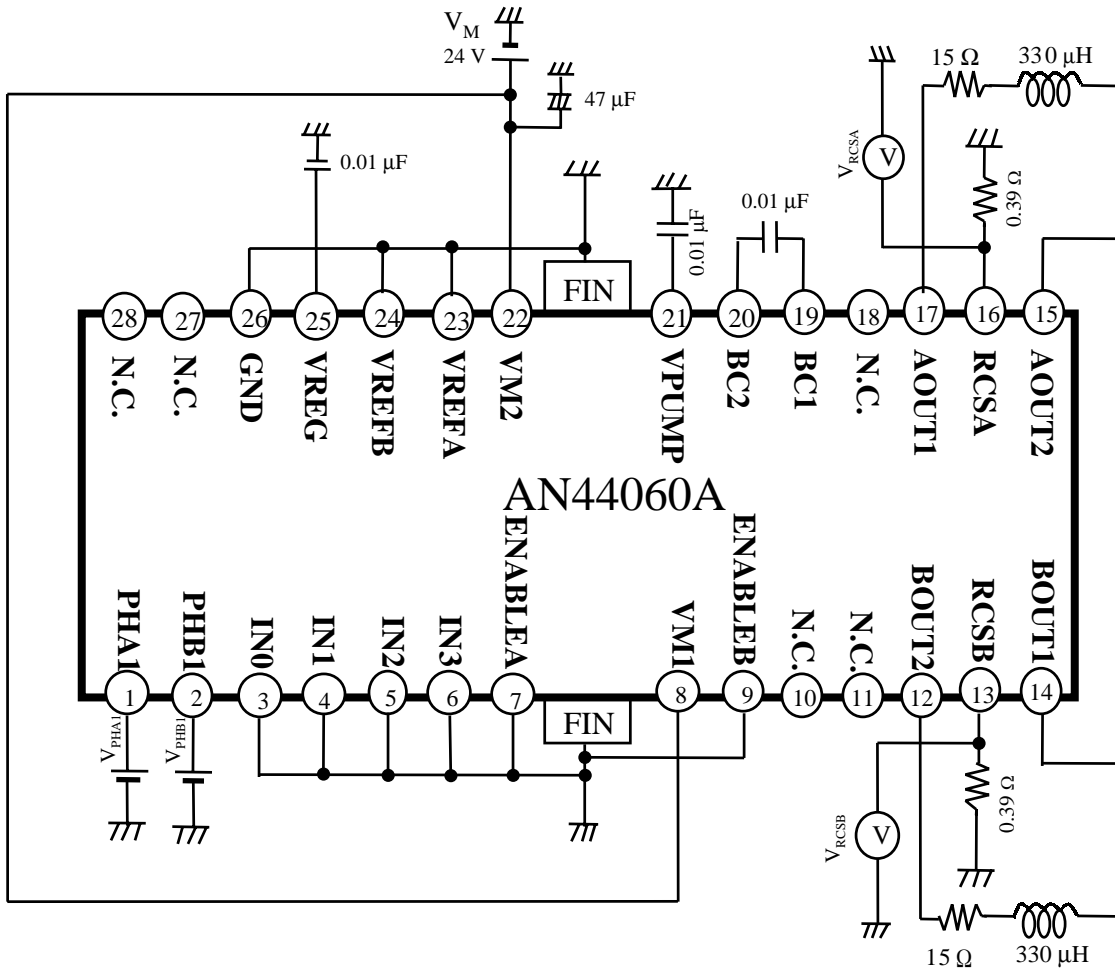 V_M
24 V
47 µF
0.01 µF
0.01 µF
0.01 µF
V_RCSA
V
15 Ω
330 µH
0.39 Ω
FIN
28
27
26
25
24
23
22
21
20
19
18
17
16
15
N.C.
N.C.
GND
VREG
VREFB
VREFA
VM2
VPUMP
BC2
BC1
N.C.
AOUT1
RCSA
AOUT2
AN44060A
PHA1
PHB1
IN0
IN1
IN2
IN3
ENABLEA
VM1
ENABLEB
N.C.
N.C.
BOUT2
RCSB
BOUT1
1
2
3
4
5
6
7
8
9
10
11
12
13
14
FIN
V_PHA1
V_PHB1
V_RCSB
V
0.39 Ω
15 Ω
330 µH